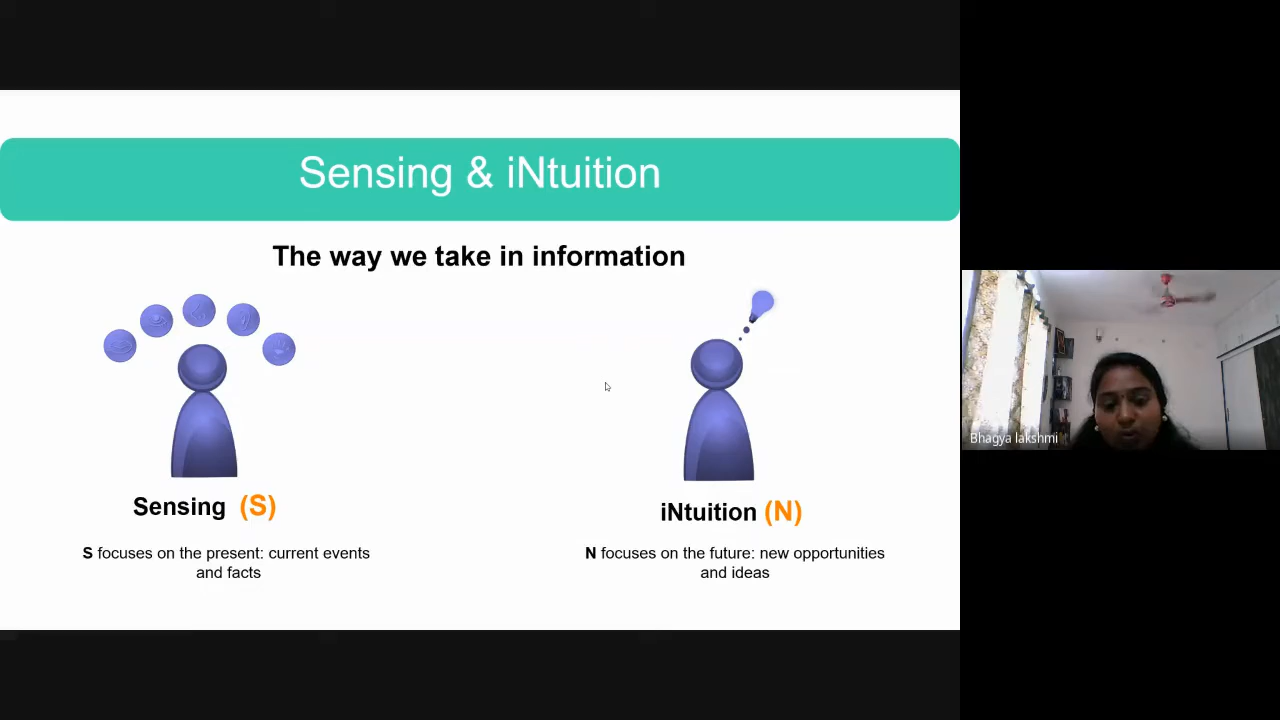 Sensing & iNtuition
The way we take in information
Sensing (S)
S focuses on the present: current events
and facts
iNtuition (N)
N focuses on the future: new opportunities
and ideas
Bhagya lakshmi